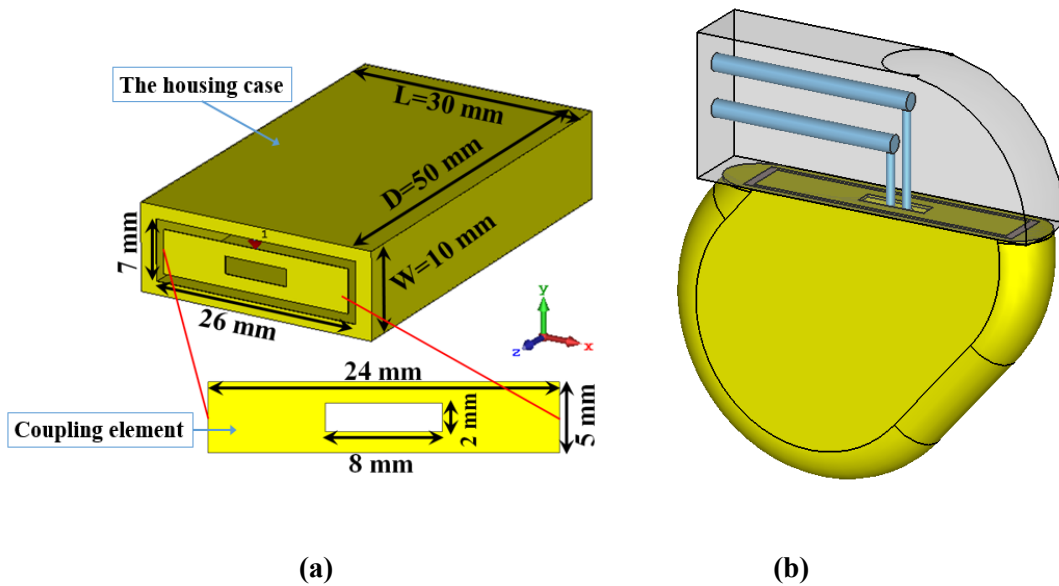 The housing case
L=30 mm
D=50 mm
W=10 mm
1
7 mm
26 mm
y
x
z
24 mm
Coupling element
2 mm
5 mm
8 mm
(a)
(b)